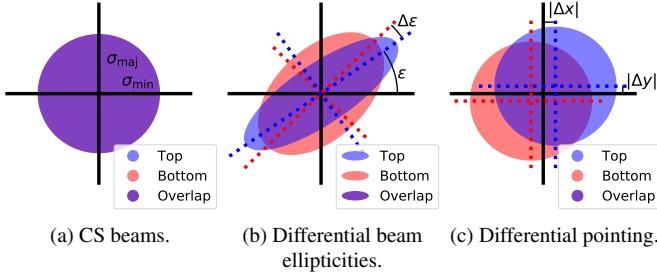 σmaj
σmin
Top
Bottom
Overlap
(a) CS beams.
Δε
ε
Top
Bottom
Overlap
(b) Differential beam
ellipticities.
|Δx|
|Δy|
Top
Bottom
Overlap
(c) Differential pointing.